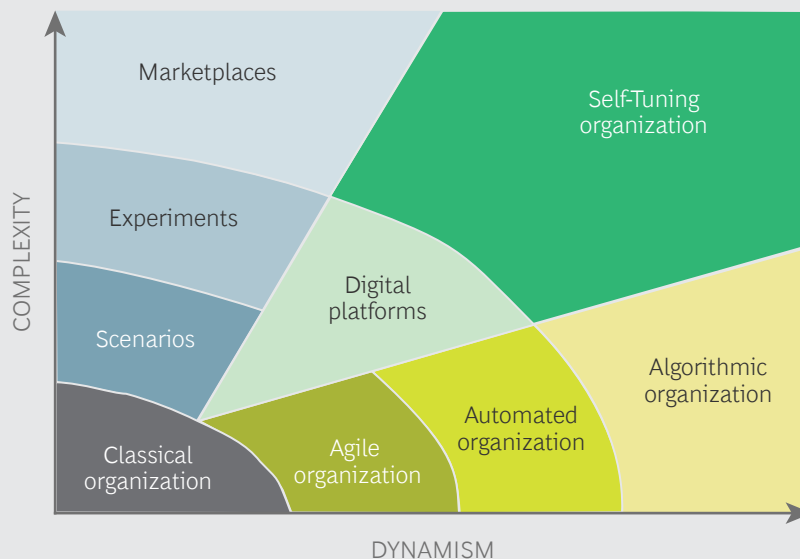 Marketplaces
Self-Tuning
organization
Experiments
Digital
platforms
Scenarios
Algorithmic
organization
Automated
organization
Agile
organization
Classical
organization
COMPLEXITY
DYNAMISM